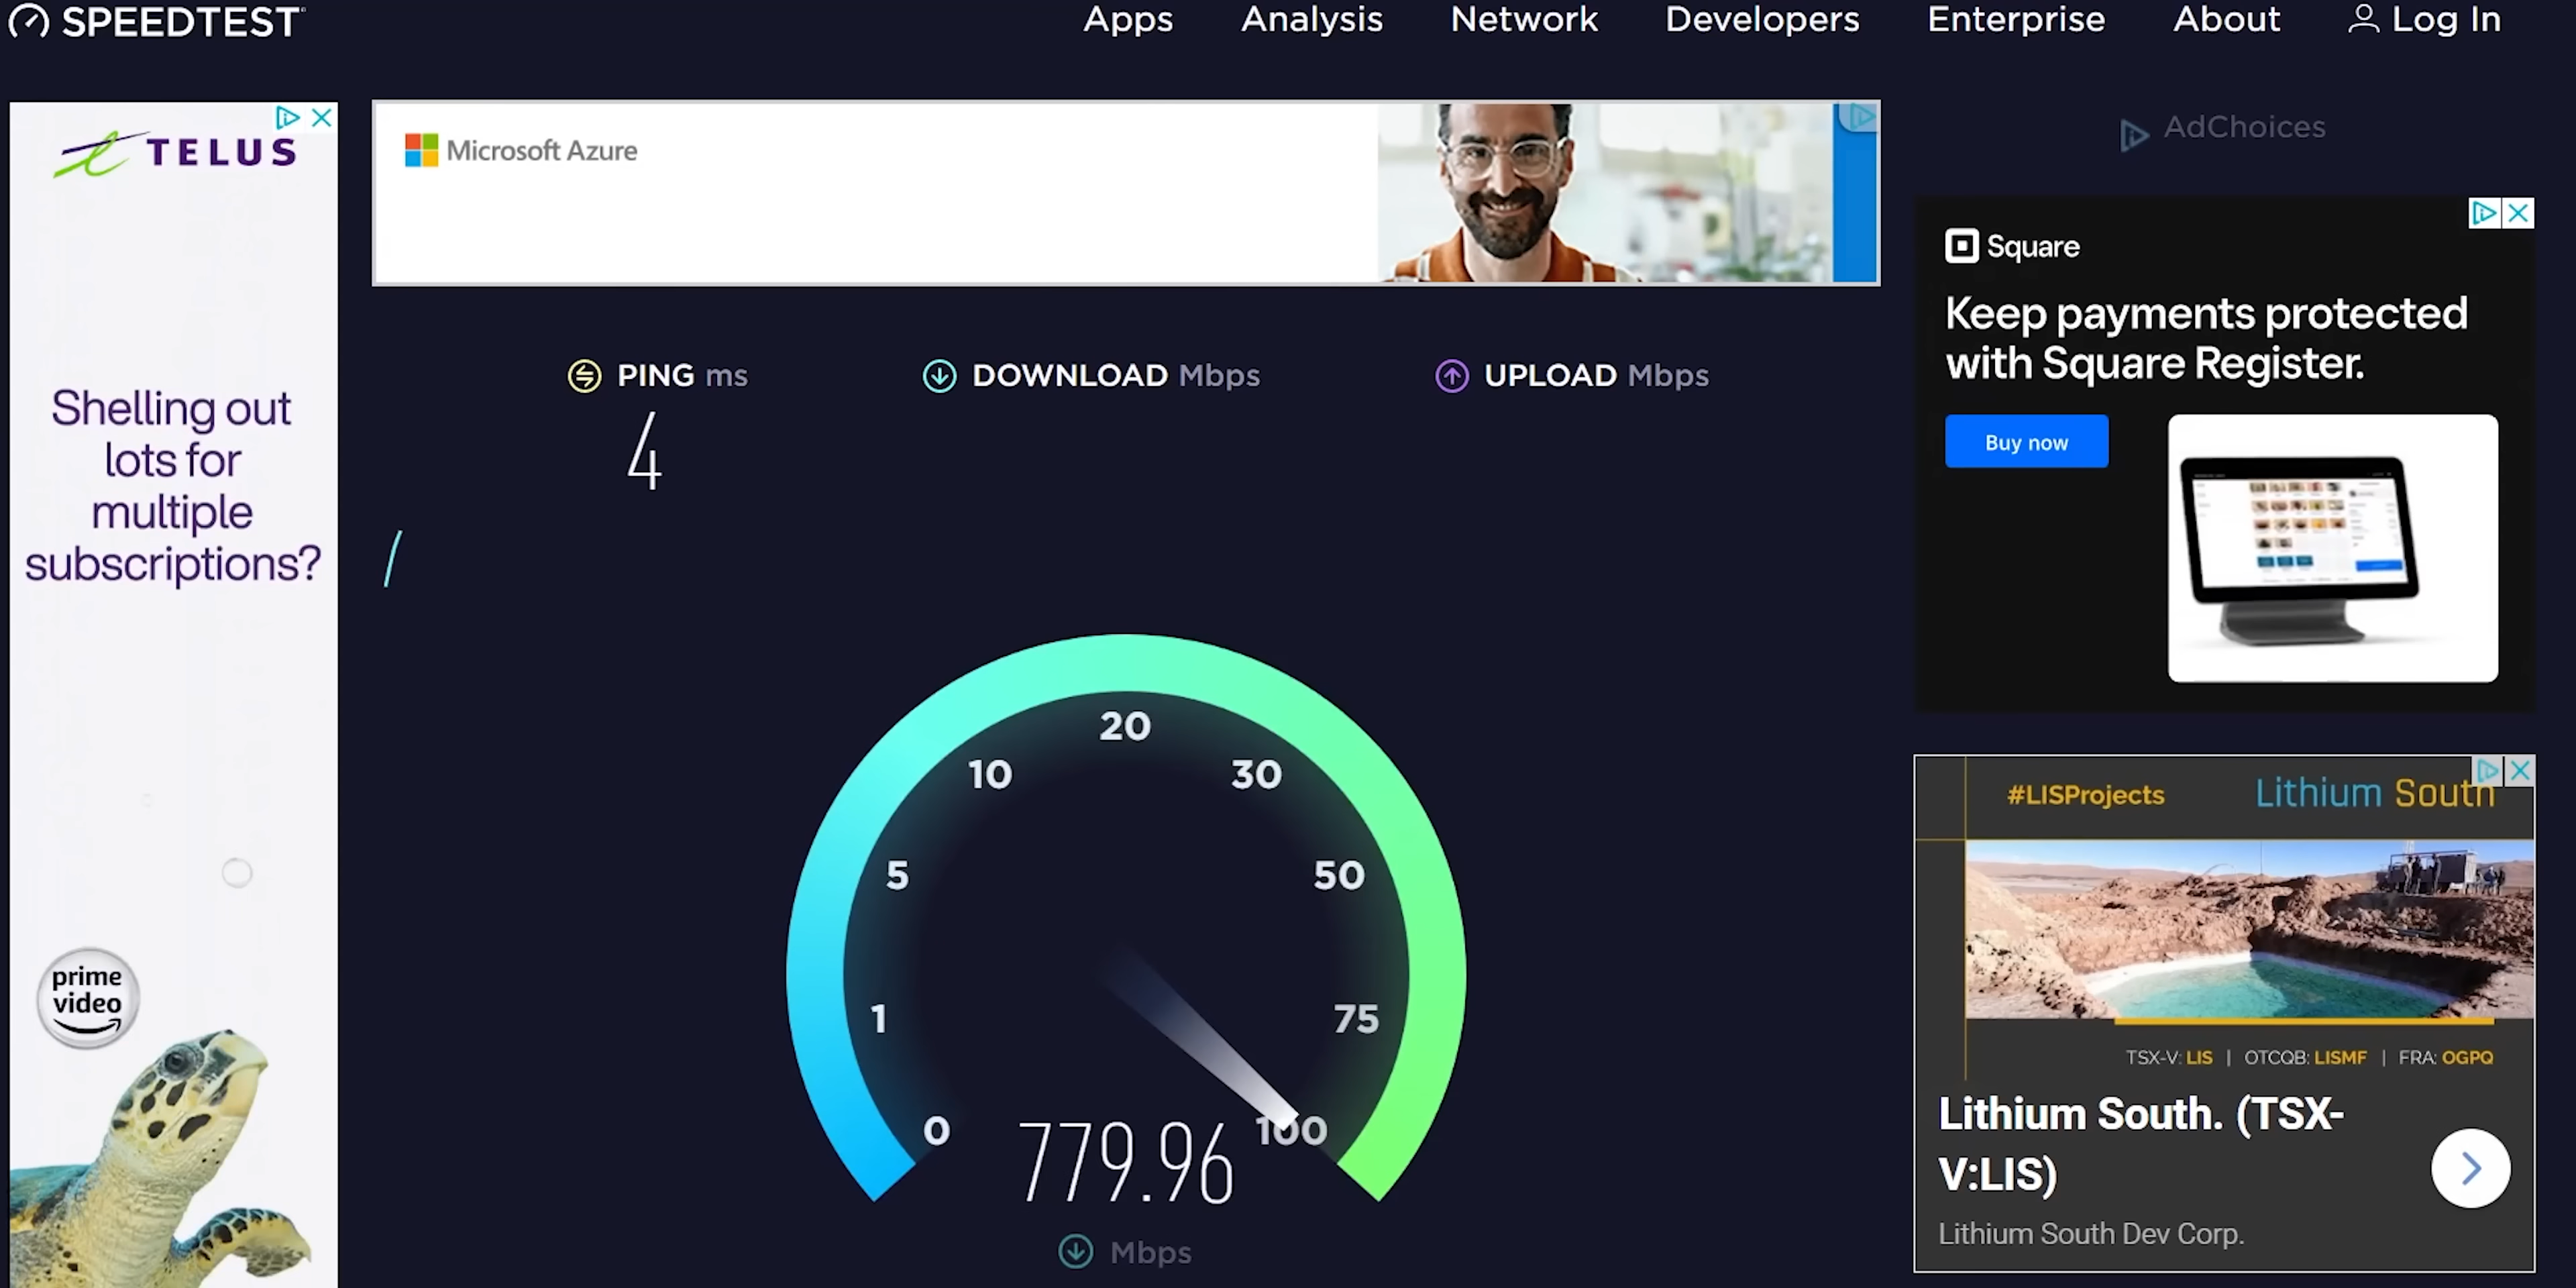 SPEEDTEST
Apps
Analysis
Network
Developers
Enterprise
About
Log In
TELUS
Shelling out
lots for
multiple
subscriptions?
prime
video
Microsoft Azure
PING ms
4
DOWNLOAD Mbps
UPLOAD Mbps
0
1
5
10
20
30
50
75
100
779.96
Mbps
AdChoices
Square
Keep payments protected
with Square Register.
Buy now
#LISProjects
Lithium South
TSX-V: LIS | OTCQB: LISMF | FRA: OGPQ
Lithium South. (TSX-
V:LIS)
Lithium South Dev Corp.